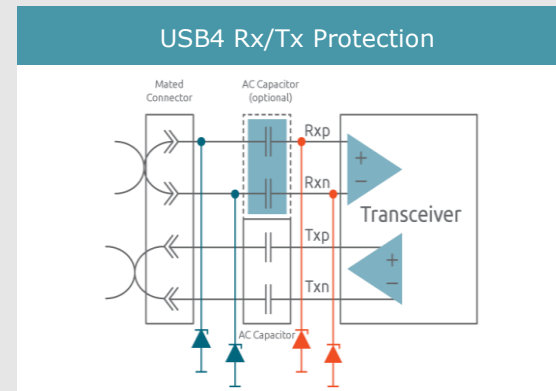 USB4 Rx/Tx Protection
Mated
Connector
AC Capacitor
(optional)
Rxp
+
Rxn
−
Transceiver
Txp
+
Txn
−
AC Capacitor